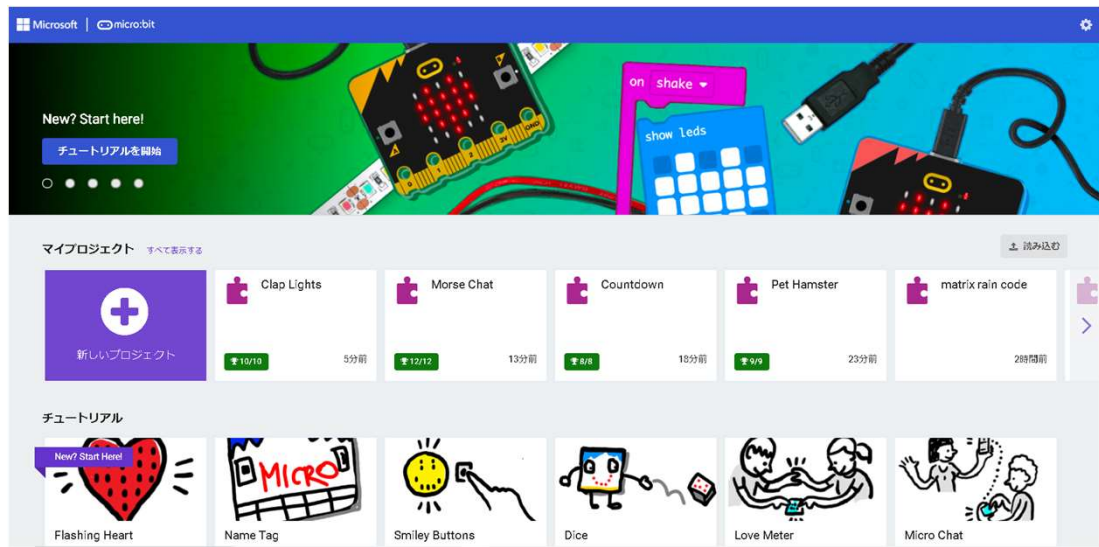 Microsoft | micro:bit
on shake
New? Start here!
show leds
チュートリアルを開始
0 1 2 3V GND
マイプロジェクト すべて表示する
読み込む
新しいプロジェクト
Clap Lights
10/10 5分前
Morse Chat
12/12 13分前
Countdown
8/8 18分前
Pet Hamster
9/9 23分前
matrix rain code
2時間前
チュートリアル
New? Start Here!
MICRO
Flashing Heart
Name Tag
Smiley Buttons
Dice
Love Meter
Micro Chat